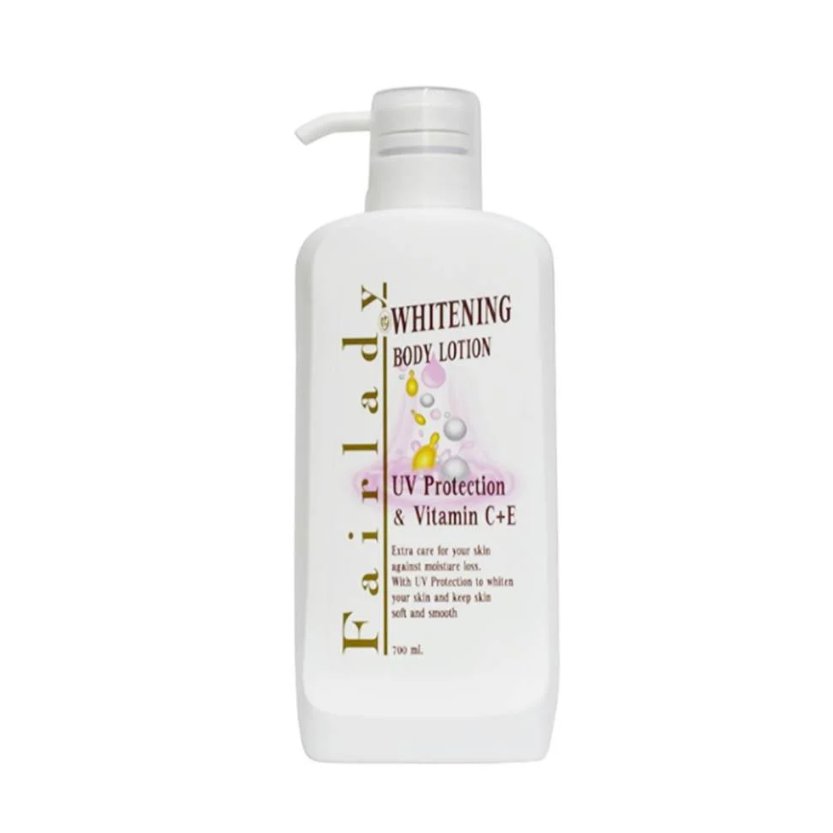 Fairlady
WHITENING
BODY LOTION
UV Protection
& Vitamin C+E
Extra care for your skin
against moisture loss.
With UV Protection to whiten
your skin and keep skin
soft and smooth
700 ml.